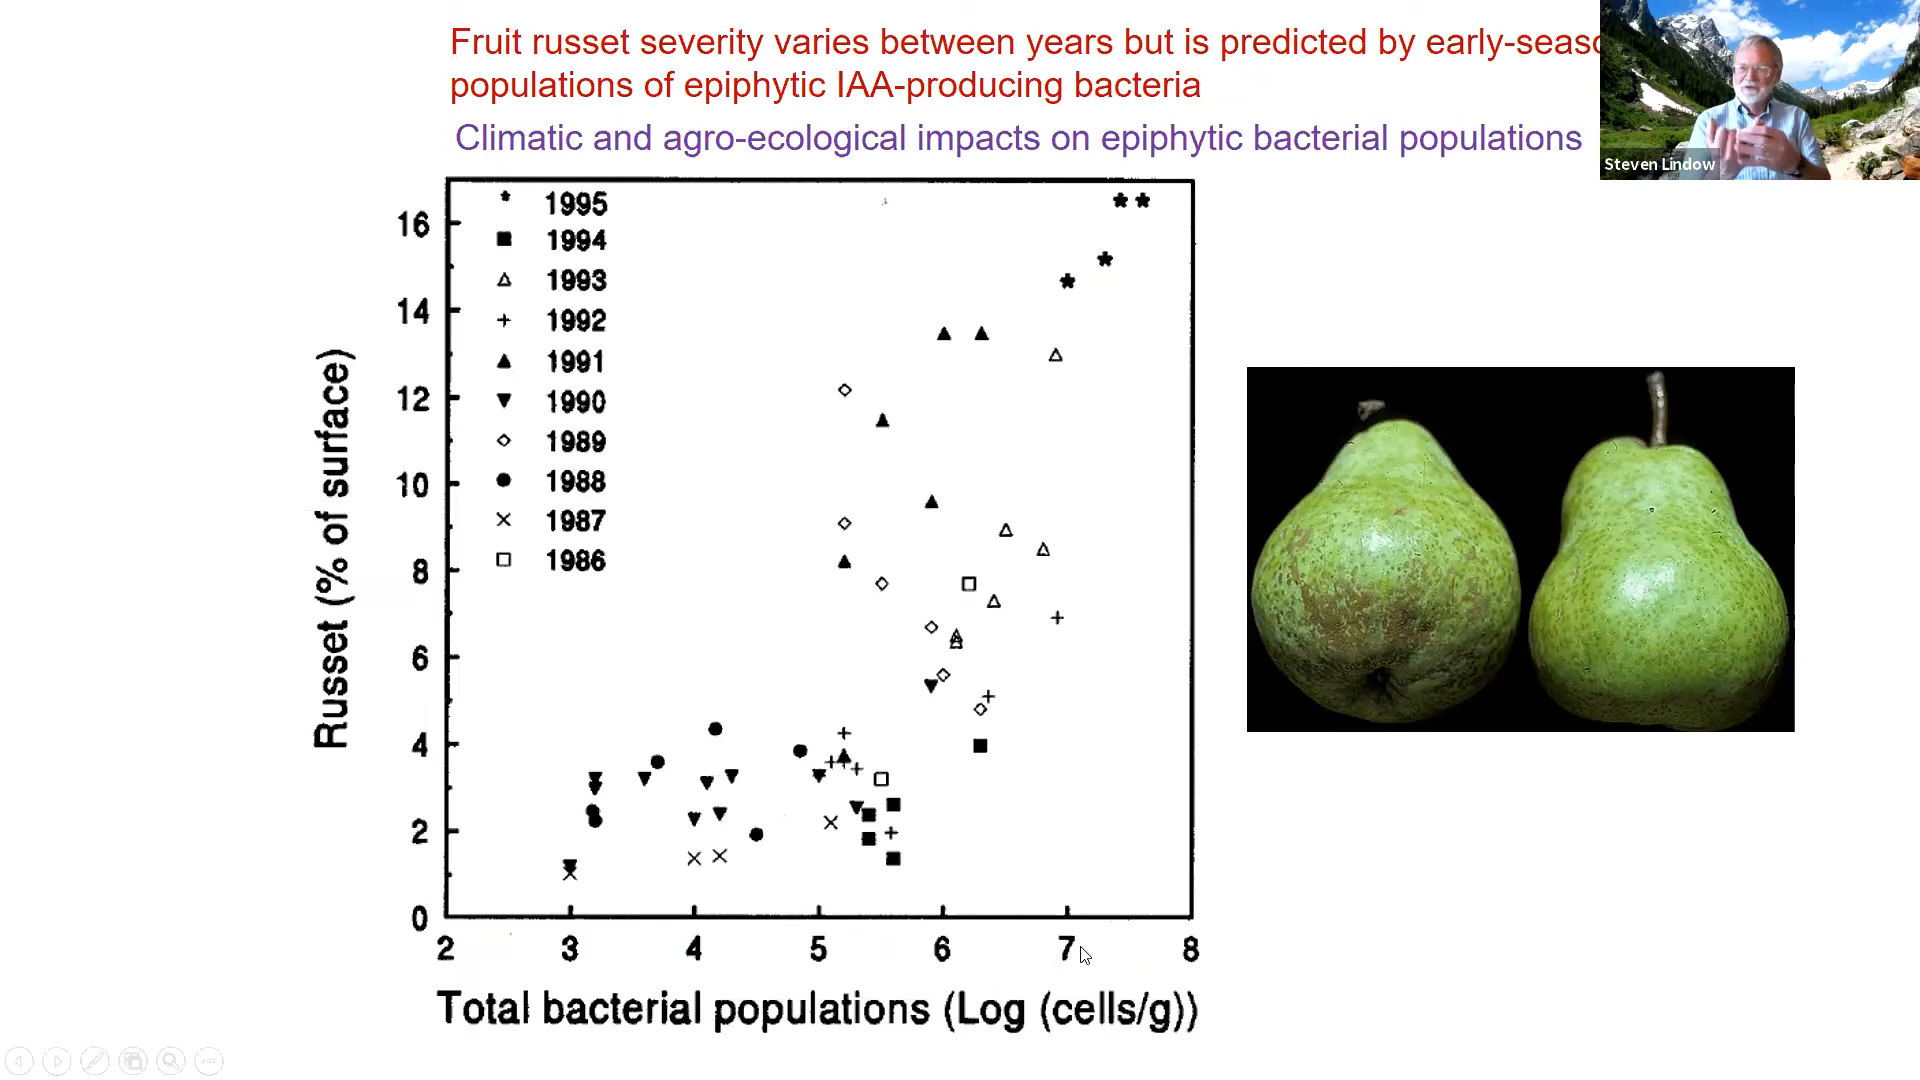 Fruit russet severity varies between years but is predicted by
populations of epiphytic IAA-producing bacteria
Climatic and agro-ecological impacts on epiphytic bacterial populations
Steven Lindow
1995
1994
1993
1992
1991
1990
1989
1988
1987
1986
16
14
12
10
8
6
4
2
0
Russet (% of surface)
2 3 4 5 6 7 8
Total bacterial populations (Log (cells/g))